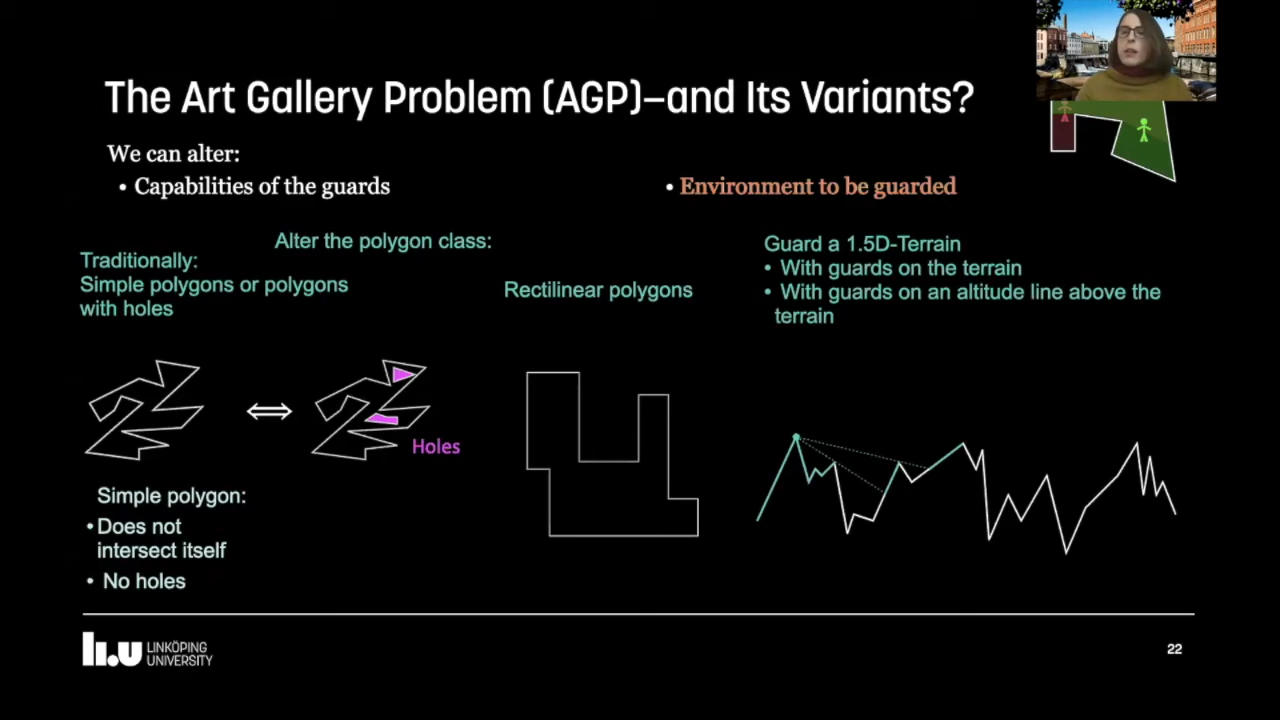 The Art Gallery Problem (AGP)–and Its Variants?
We can alter:
• Capabilities of the guards
• Environment to be guarded
Alter the polygon class:
Traditionally:
Simple polygons or polygons
with holes
Rectilinear polygons
Guard a 1.5D-Terrain
• With guards on the terrain
• With guards on an altitude line above the
terrain
Holes
Simple polygon:
• Does not
intersect itself
• No holes
LiU LINKÖPING
UNIVERSITY
22